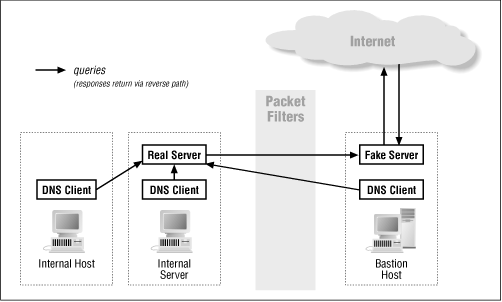 Internet
queries
(responses return via reverse path)
Packet
Filters
Real Server
Fake Server
DNS Client
DNS Client
DNS Client
Internal Host
Internal
Server
Bastion
Host